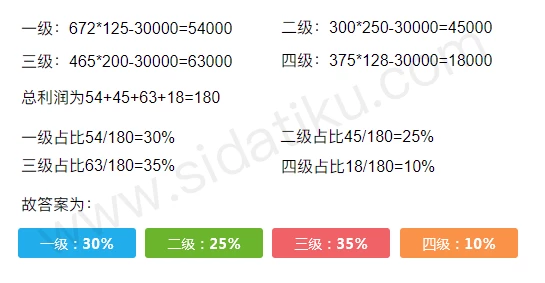 一级：672*125-30000=54000 二级：300*250-30000=45000
三级：465*200-30000=63000 四级：375*128-30000=18000
总利润为54+45+63+18=180
一级占比54/180=30% 二级占比45/180=25%
三级占比63/180=35% 四级占比18/180=10%
故答案为：
一级：30% 二级：25% 三级：35% 四级：10%
www.sidatiku.com